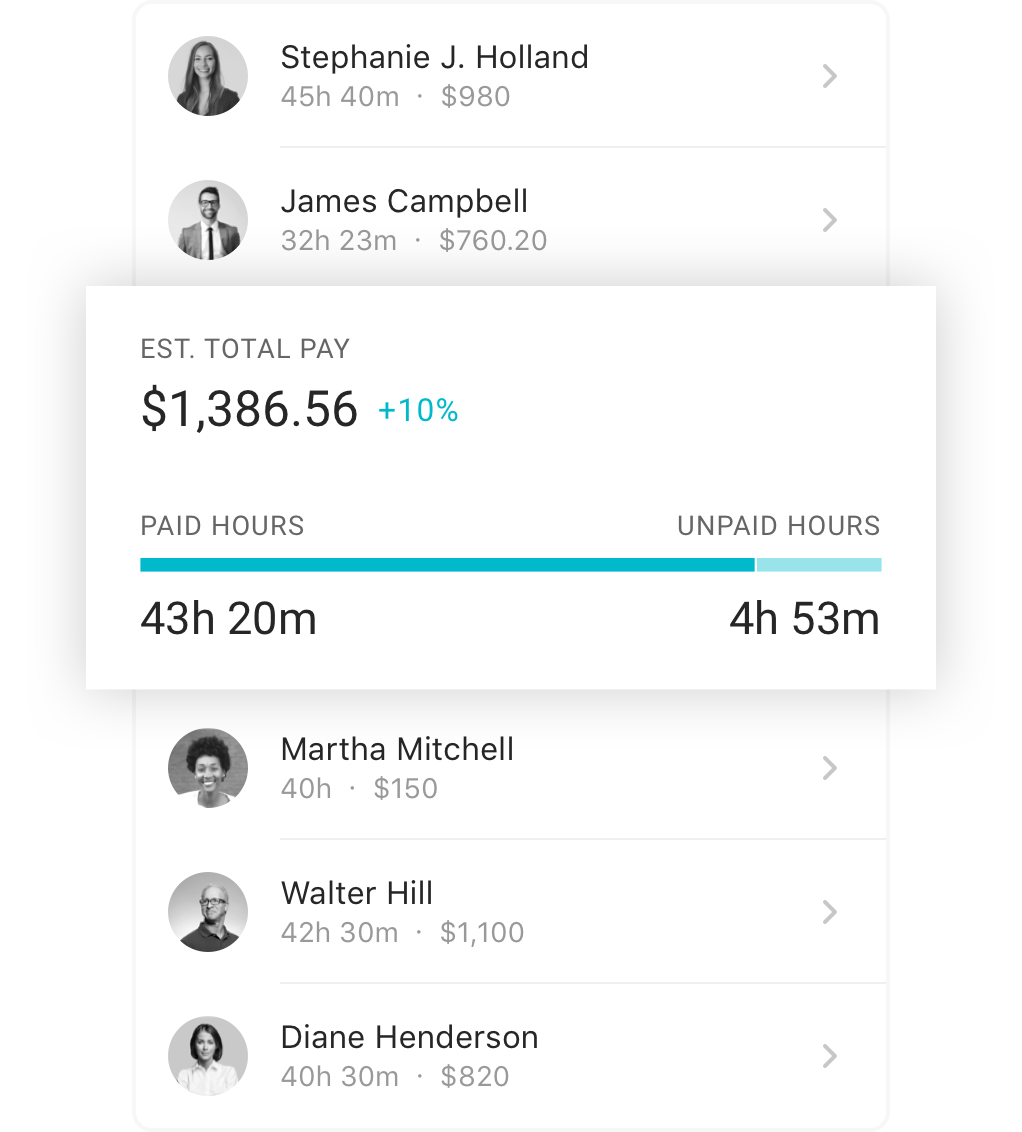 Stephanie J. Holland
45h 40m · $980
James Campbell
32h 23m · $760.20
EST. TOTAL PAY
$1,386.56 +10%
PAID HOURS UNPAID HOURS
43h 20m 4h 53m
Martha Mitchell
40h · $150
Walter Hill
42h 30m · $1,100
Diane Henderson
40h 30m · $820